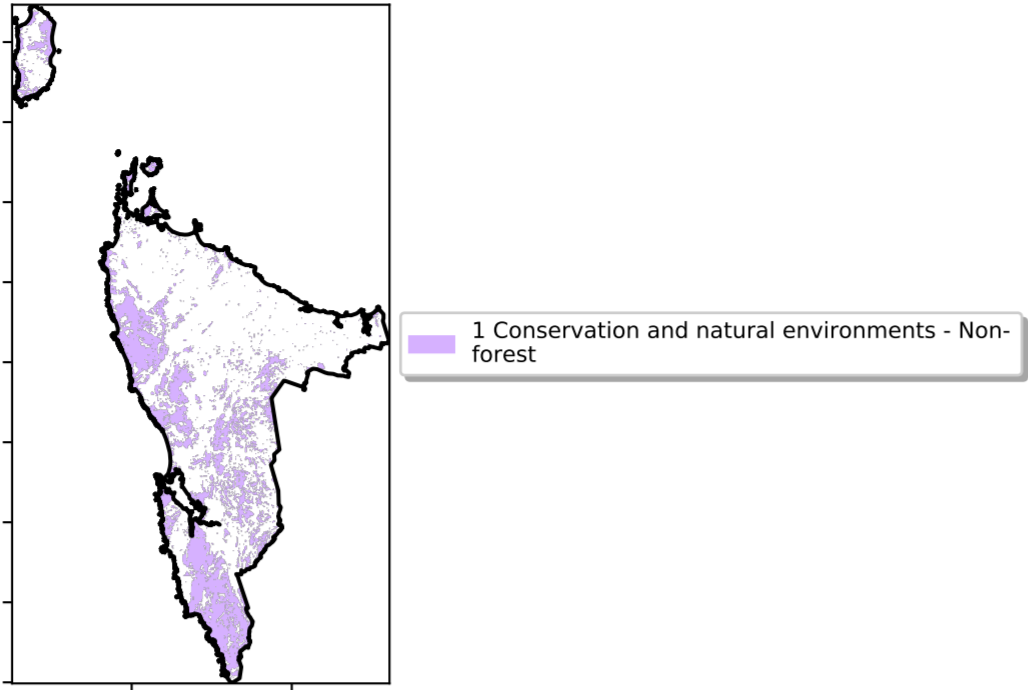 1 Conservation and natural environments - Non-
forest